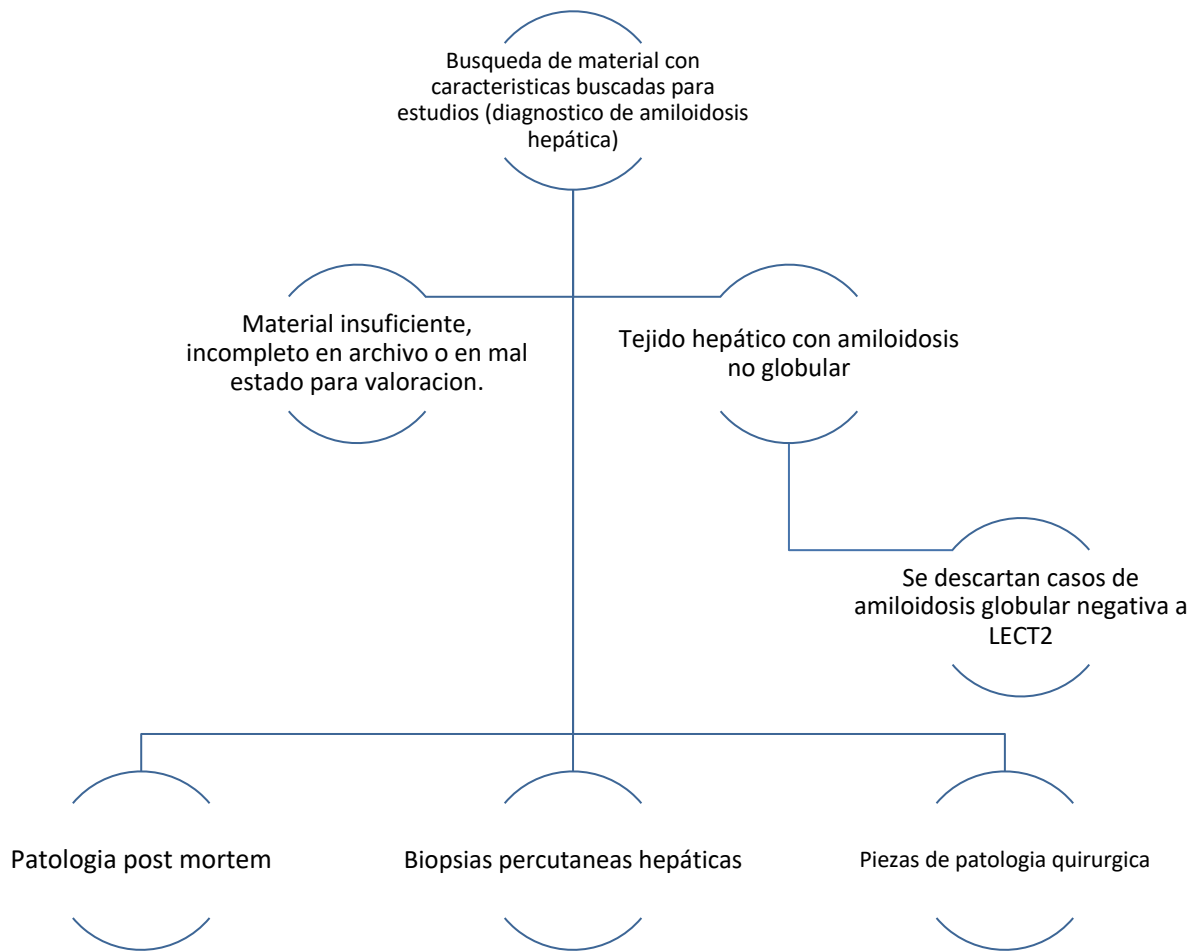 Busqueda de material con
caracteristicas buscadas para
estudios (diagnostico de amiloidosis
hepática)
Material insuficiente,
incompleto en archivo o en mal
estado para valoracion.
Tejido hepático con amiloidosis
no globular
Se descartan casos de
amiloidosis globular negativa a
LECT2
Patologia post mortem
Biopsias percutaneas hepáticas
Piezas de patologia quirurgica